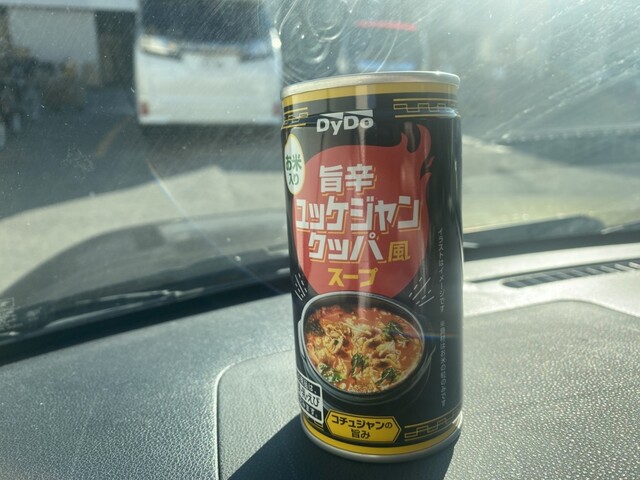 DyDo
お米
入り
旨辛
ユッケジャン
クッパ風
スープ
コチュジャンの
旨み